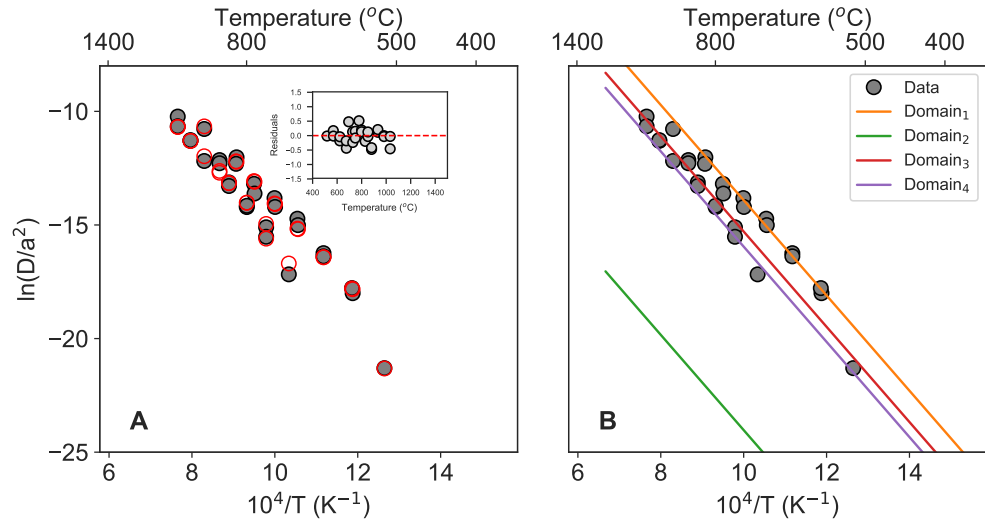 Temperature (°C)
1400 800 500 400
−10
−15
−20
−25
ln(D/a²)
1.5
1.0
0.5
0.0
−0.5
−1.0
−1.5
Residuals
400 600 800 1000 1200 1400
Temperature (°C)
A
6 8 10 12 14
10⁴/T (K⁻¹)
Temperature (°C)
1400 800 500 400
Data
Domain₁
Domain₂
Domain₃
Domain₄
B
6 8 10 12 14
10⁴/T (K⁻¹)